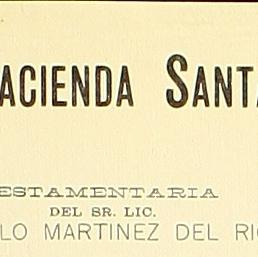 ACIENDA SANTA
ESTAMENTARIA
DEL SR. LIC.
LO MARTINEZ DEL RIO